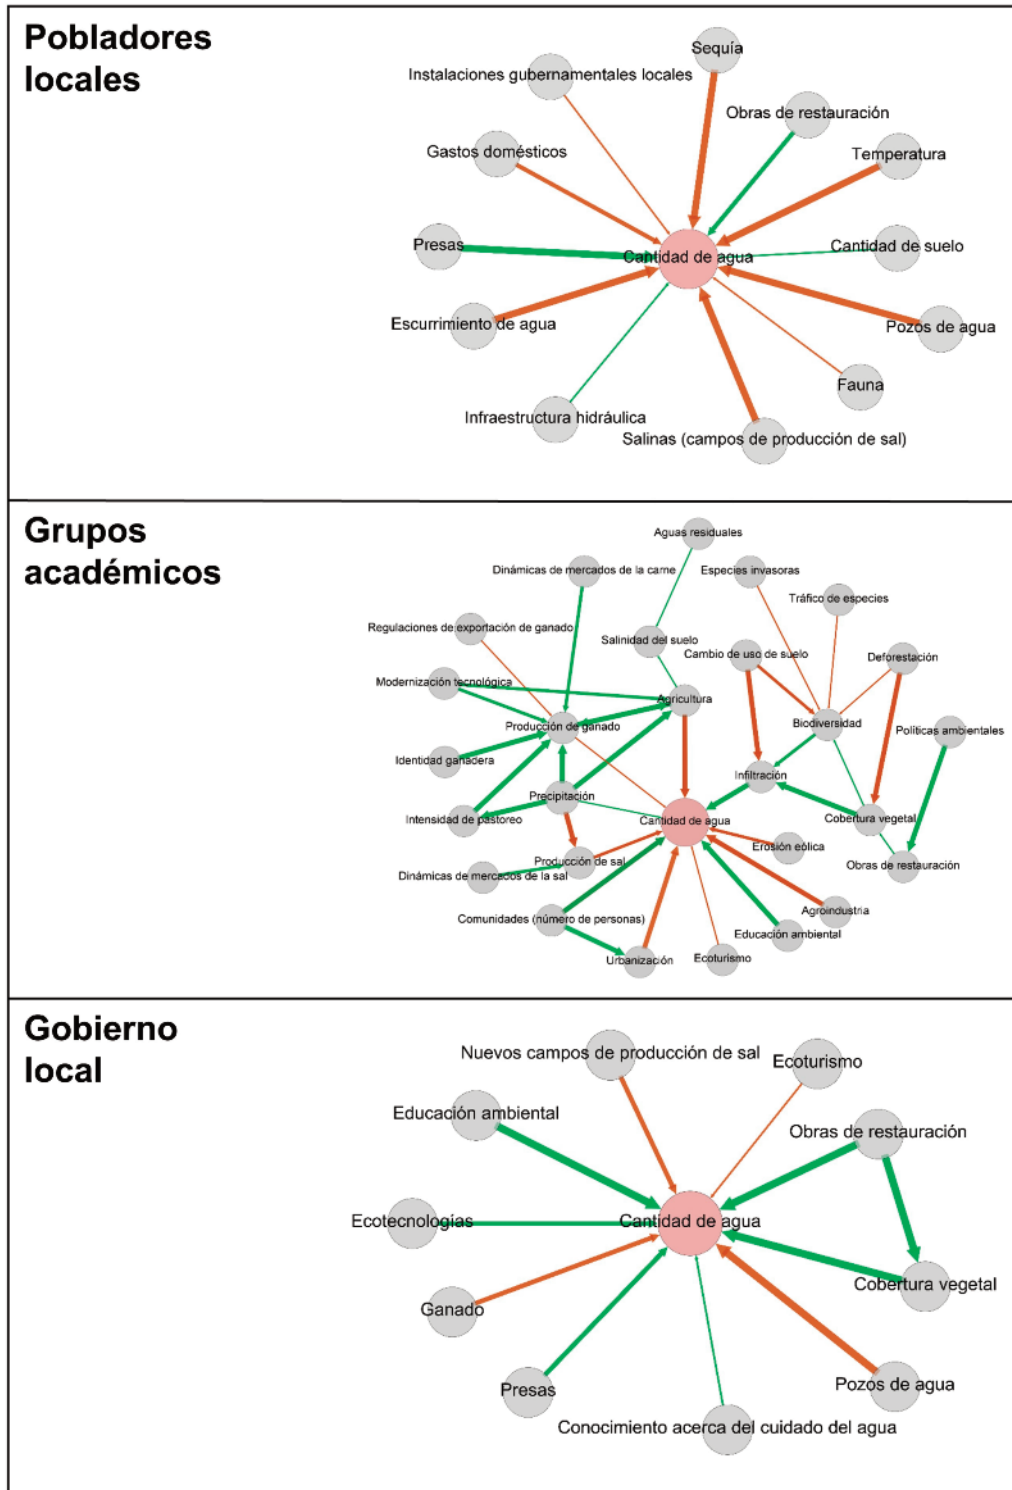 Pobladores
locales
Sequía
Instalaciones gubernamentales locales
Obras de restauración
Gastos domésticos
Temperatura
Presas
Cantidad de agua
Cantidad de suelo
Escurrimiento de agua
Pozos de agua
Fauna
Infraestructura hidráulica
Salinas (campos de producción de sal)
Grupos
académicos
Aguas residuales
Dinámicas de mercados de la carne
Especies invasoras
Tráfico de especies
Regulaciones de exportación de ganado
Salinidad del suelo
Cambio de uso de suelo
Deforestación
Modernización tecnológica
Agricultura
Producción de ganado
Biodiversidad
Políticas ambientales
Identidad ganadera
Infiltración
Precipitación
Intensidad de pastoreo
Cantidad de agua
Cobertura vegetal
Erosión eólica
Producción de sal
Obras de restauración
Dinámicas de mercados de la sal
Agroindustria
Comunidades (número de personas)
Educación ambiental
Urbanización
Ecoturismo
Gobierno
local
Nuevos campos de producción de sal
Ecoturismo
Educación ambiental
Obras de restauración
Ecotecnologías
Cantidad de agua
Cobertura vegetal
Ganado
Presas
Pozos de agua
Conocimiento acerca del cuidado del agua